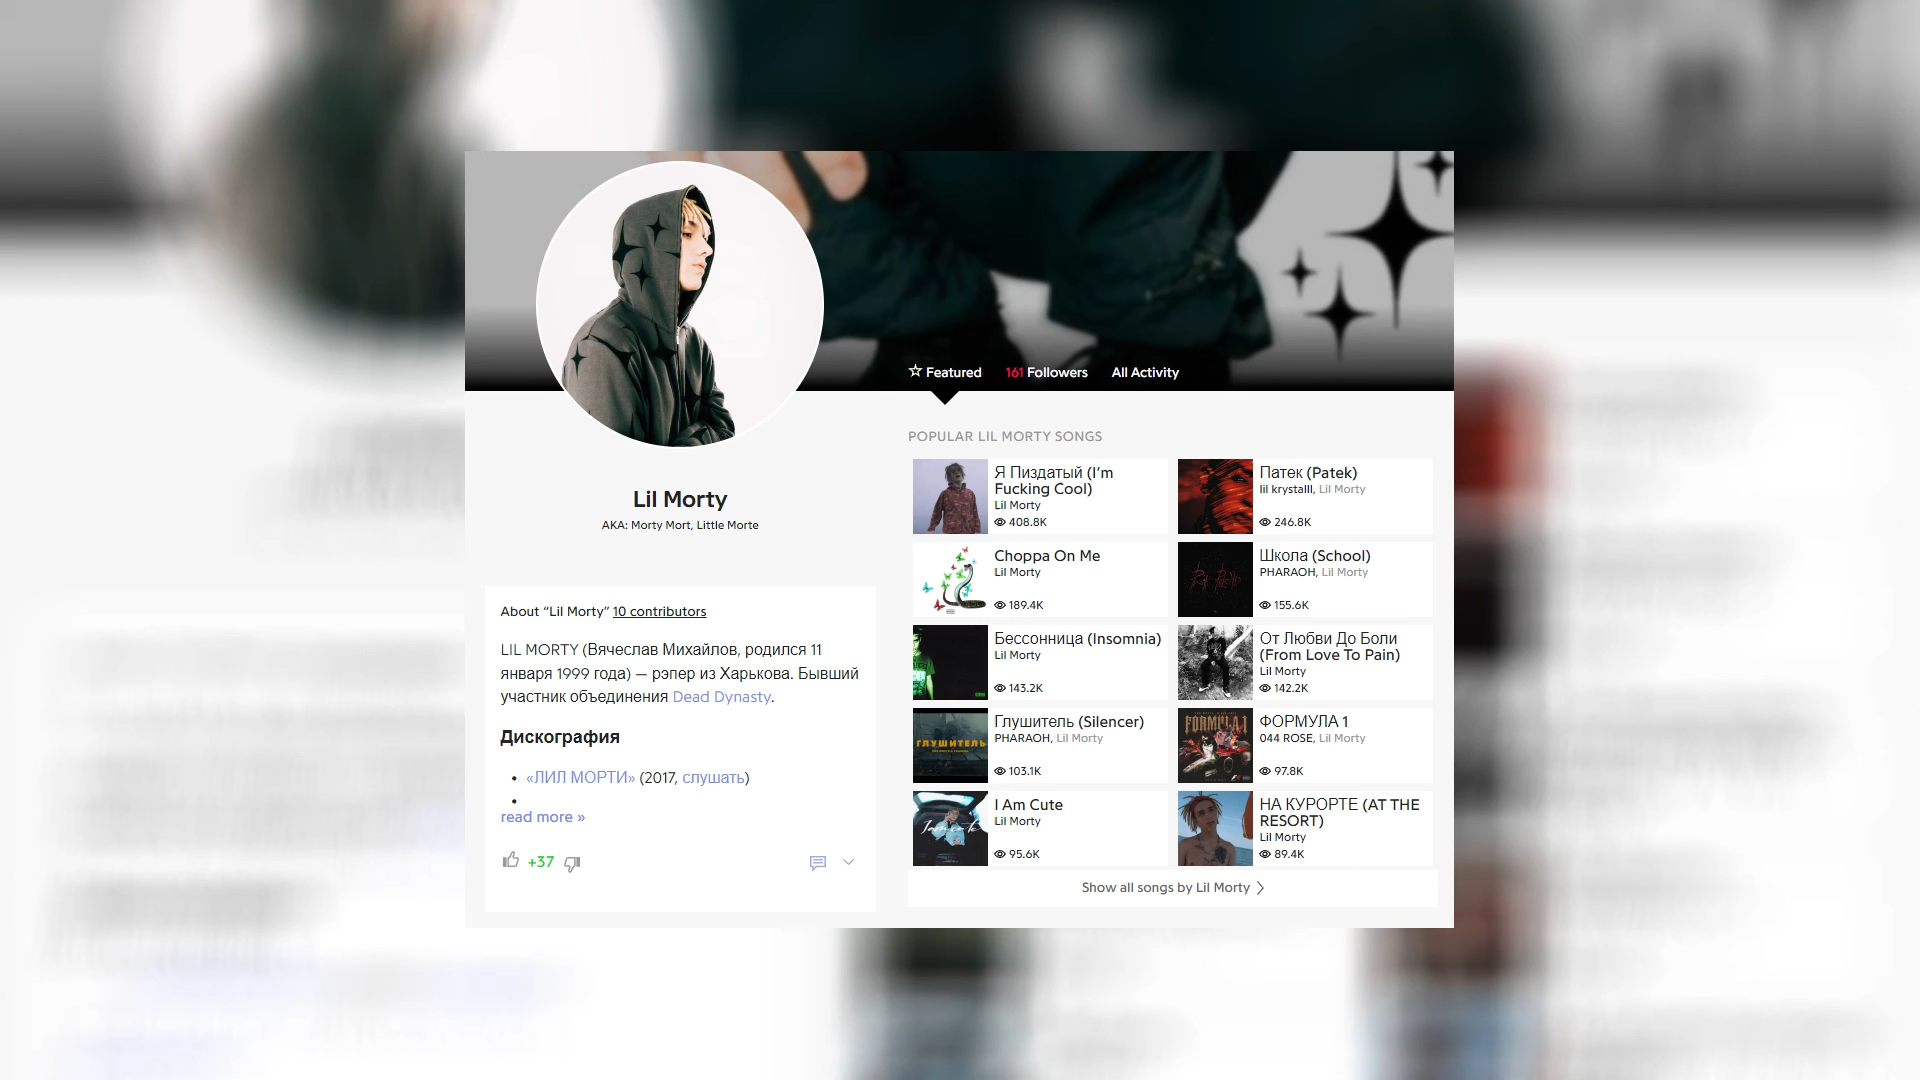 Featured
161 Followers
All Activity
Lil Morty
AKA: Morty Mort, Little Morte
About “Lil Morty” 10 contributors
LIL MORTY (Вячеслав Михайлов, родился 11
января 1999 года) — рэпер из Харькова. Бывший
участник объединения Dead Dynasty.
Дискография
• «ЛИЛ МОРТИ» (2017, слушать)
•
read more »
+37
POPULAR LIL MORTY SONGS
Я Пиздатый (I’m
Fucking Cool)
Lil Morty
408.8K
Патек (Patek)
lil krystalll, Lil Morty
246.8K
Choppa On Me
Lil Morty
189.4K
Школа (School)
PHARAOH, Lil Morty
155.6K
Бессонница (Insomnia)
Lil Morty
143.2K
От Любви До Боли
(From Love To Pain)
Lil Morty
142.2K
ГЛУШИТЕЛЬ
Глушитель (Silencer)
PHARAOH, Lil Morty
103.1K
FORMULA 1
ФОРМУЛА 1
044 ROSE, Lil Morty
97.8K
I am cute
I Am Cute
Lil Morty
95.6K
НА КУРОРТЕ (AT THE
RESORT)
Lil Morty
89.4K
Show all songs by Lil Morty